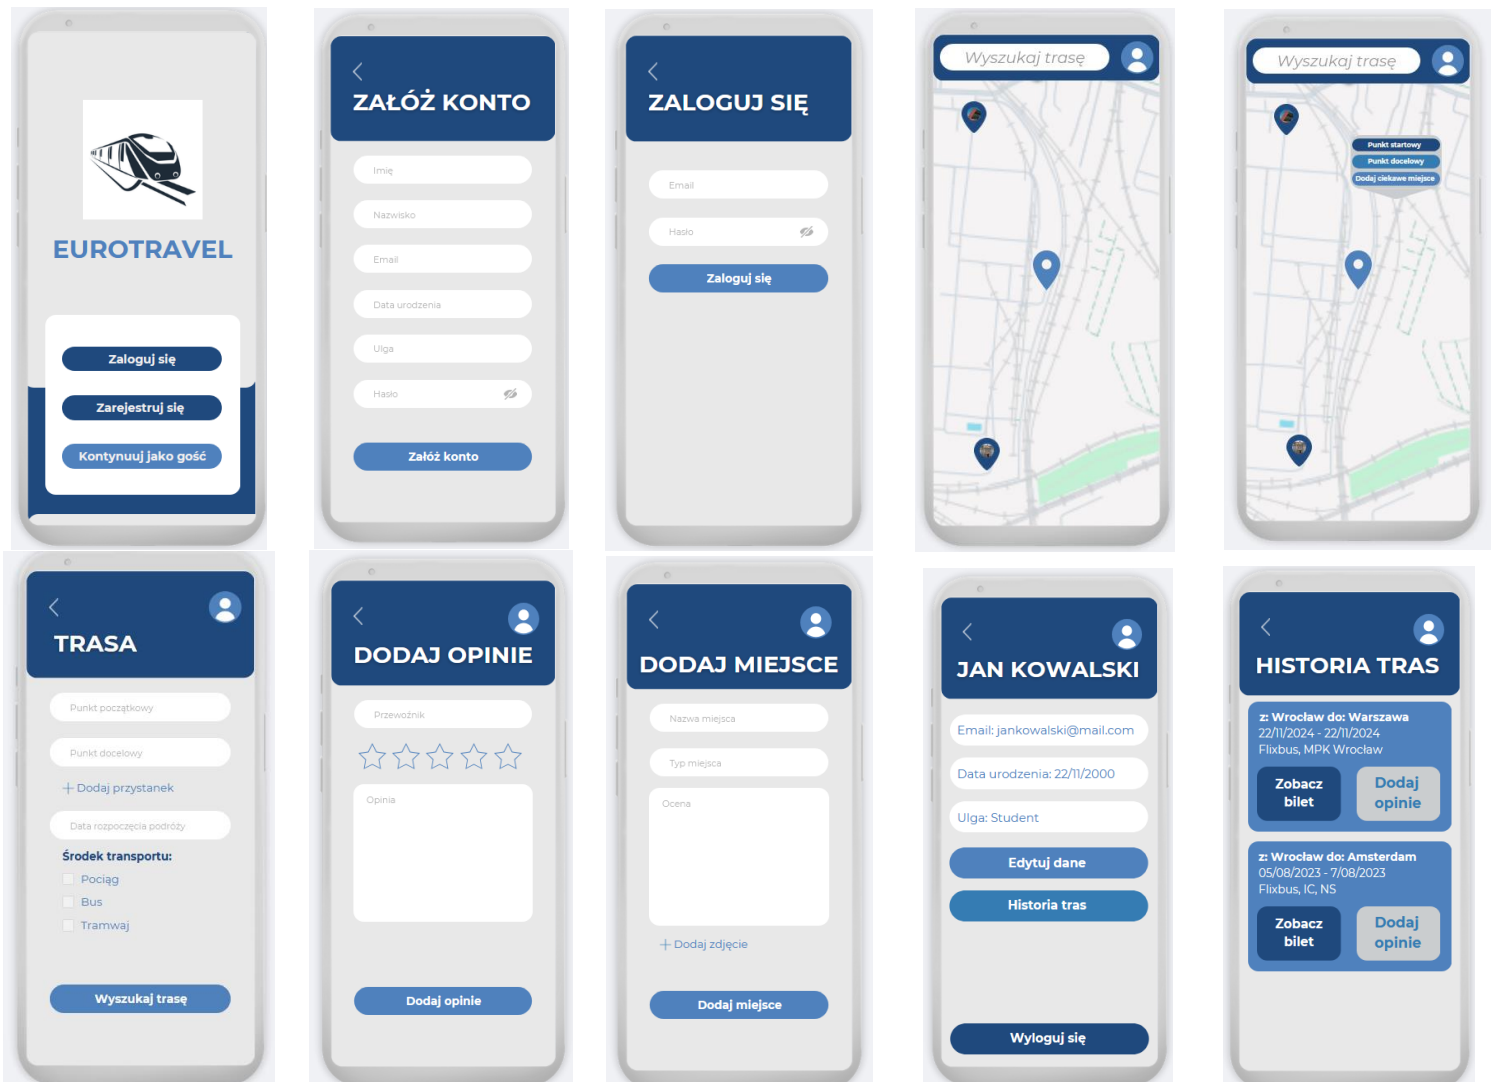 EUROTRAVEL
Zaloguj się
Zarejestruj się
Kontynuuj jako gość
ZAŁÓŻ KONTO
Imię
Nazwisko
Email
Data urodzenia
Ulga
Hasło
Załóż konto
ZALOGUJ SIĘ
Email
Hasło
Zaloguj się
Wyszukaj trasę
Wyszukaj trasę
Punkt startowy
Punkt docelowy
Dodaj ciekawe miejsce
TRASA
Punkt początkowy
Punkt docelowy
+ Dodaj przystanek
Data rozpoczęcia podróży
Środek transportu:
Pociąg
Bus
Tramwaj
Wyszukaj trasę
DODAJ OPINIE
Przewoźnik
Opinia
Dodaj opinie
DODAJ MIEJSCE
Nazwa miejsca
Typ miejsca
Ocena
+ Dodaj zdjęcie
Dodaj miejsce
JAN KOWALSKI
Email: jankowalski@mail.com
Data urodzenia: 22/11/2000
Ulga: Student
Edytuj dane
Historia tras
Wyloguj się
HISTORIA TRAS
z: Wrocław do: Warszawa
22/11/2024 - 22/11/2024
Flixbus, MPK Wrocław
Zobacz
bilet
Dodaj
opinie
z: Wrocław do: Amsterdam
05/08/2023 - 7/08/2023
Flixbus, IC, NS
Zobacz
bilet
Dodaj
opinie